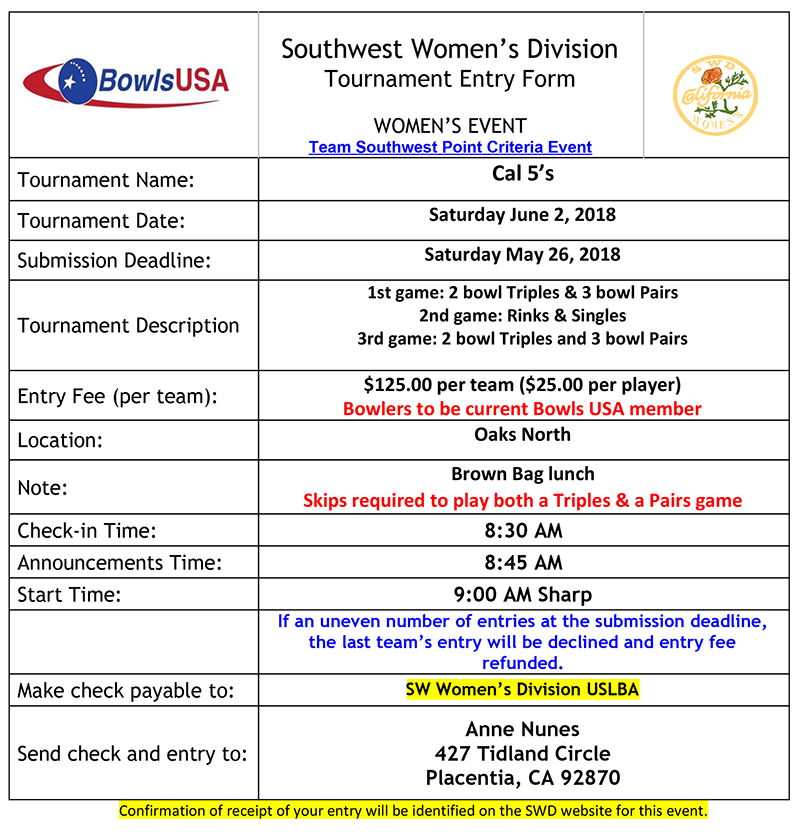 BowlsUSA
Southwest Women's Division
Tournament Entry Form
WOMEN'S EVENT
Team Southwest Point Criteria Event
SWD
California
WOMEN'S
Tournament Name:
Cal 5's
Tournament Date:
Saturday June 2, 2018
Submission Deadline:
Saturday May 26, 2018
Tournament Description
1st game: 2 bowl Triples & 3 bowl Pairs
2nd game: Rinks & Singles
3rd game: 2 bowl Triples and 3 bowl Pairs
Entry Fee (per team):
$125.00 per team ($25.00 per player)
Bowlers to be current Bowls USA member
Location:
Oaks North
Note:
Brown Bag lunch
Skips required to play both a Triples & a Pairs game
Check-in Time:
8:30 AM
Announcements Time:
8:45 AM
Start Time:
9:00 AM Sharp
If an uneven number of entries at the submission deadline,
the last team's entry will be declined and entry fee
refunded.
Make check payable to:
SW Women's Division USLBA
Send check and entry to:
Anne Nunes
427 Tidland Circle
Placentia, CA 92870
Confirmation of receipt of your entry will be identified on the SWD website for this event.